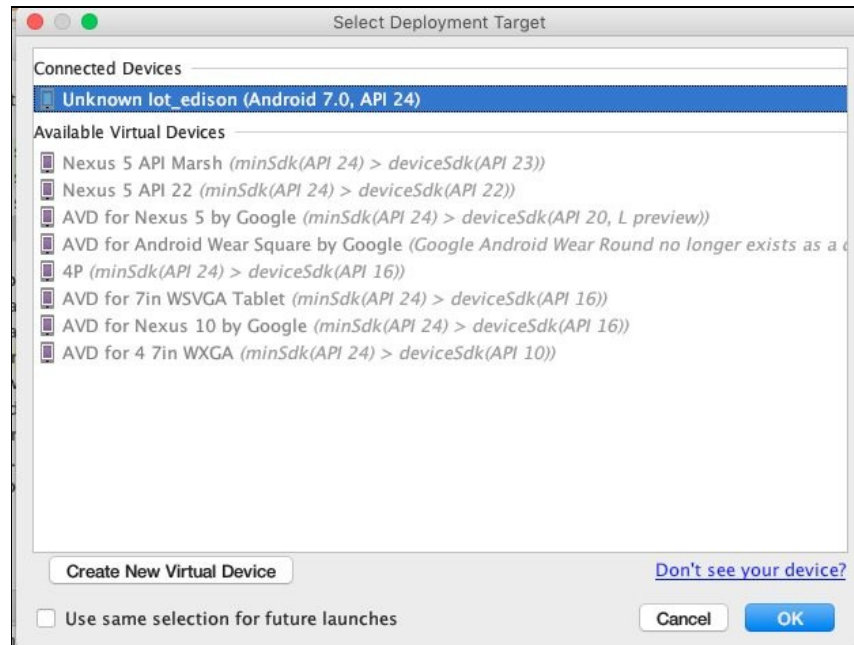 Select Deployment Target
Connected Devices
Unknown Iot_edison (Android 7.0, API 24)
Available Virtual Devices
Nexus 5 API Marsh (minSdk(API 24) > deviceSdk(API 23))
Nexus 5 API 22 (minSdk(API 24) > deviceSdk(API 22))
AVD for Nexus 5 by Google (minSdk(API 24) > deviceSdk(API 20, L preview))
AVD for Android Wear Square by Google (Google Android Wear Round no longer exists as a
4P (minSdk(API 24) > deviceSdk(API 16))
AVD for 7in WSVGA Tablet (minSdk(API 24) > deviceSdk(API 16))
AVD for Nexus 10 by Google (minSdk(API 24) > deviceSdk(API 16))
AVD for 4 7in WXGA (minSdk(API 24) > deviceSdk(API 10))
Create New Virtual Device
Don't see your device?
Use same selection for future launches
Cancel
OK